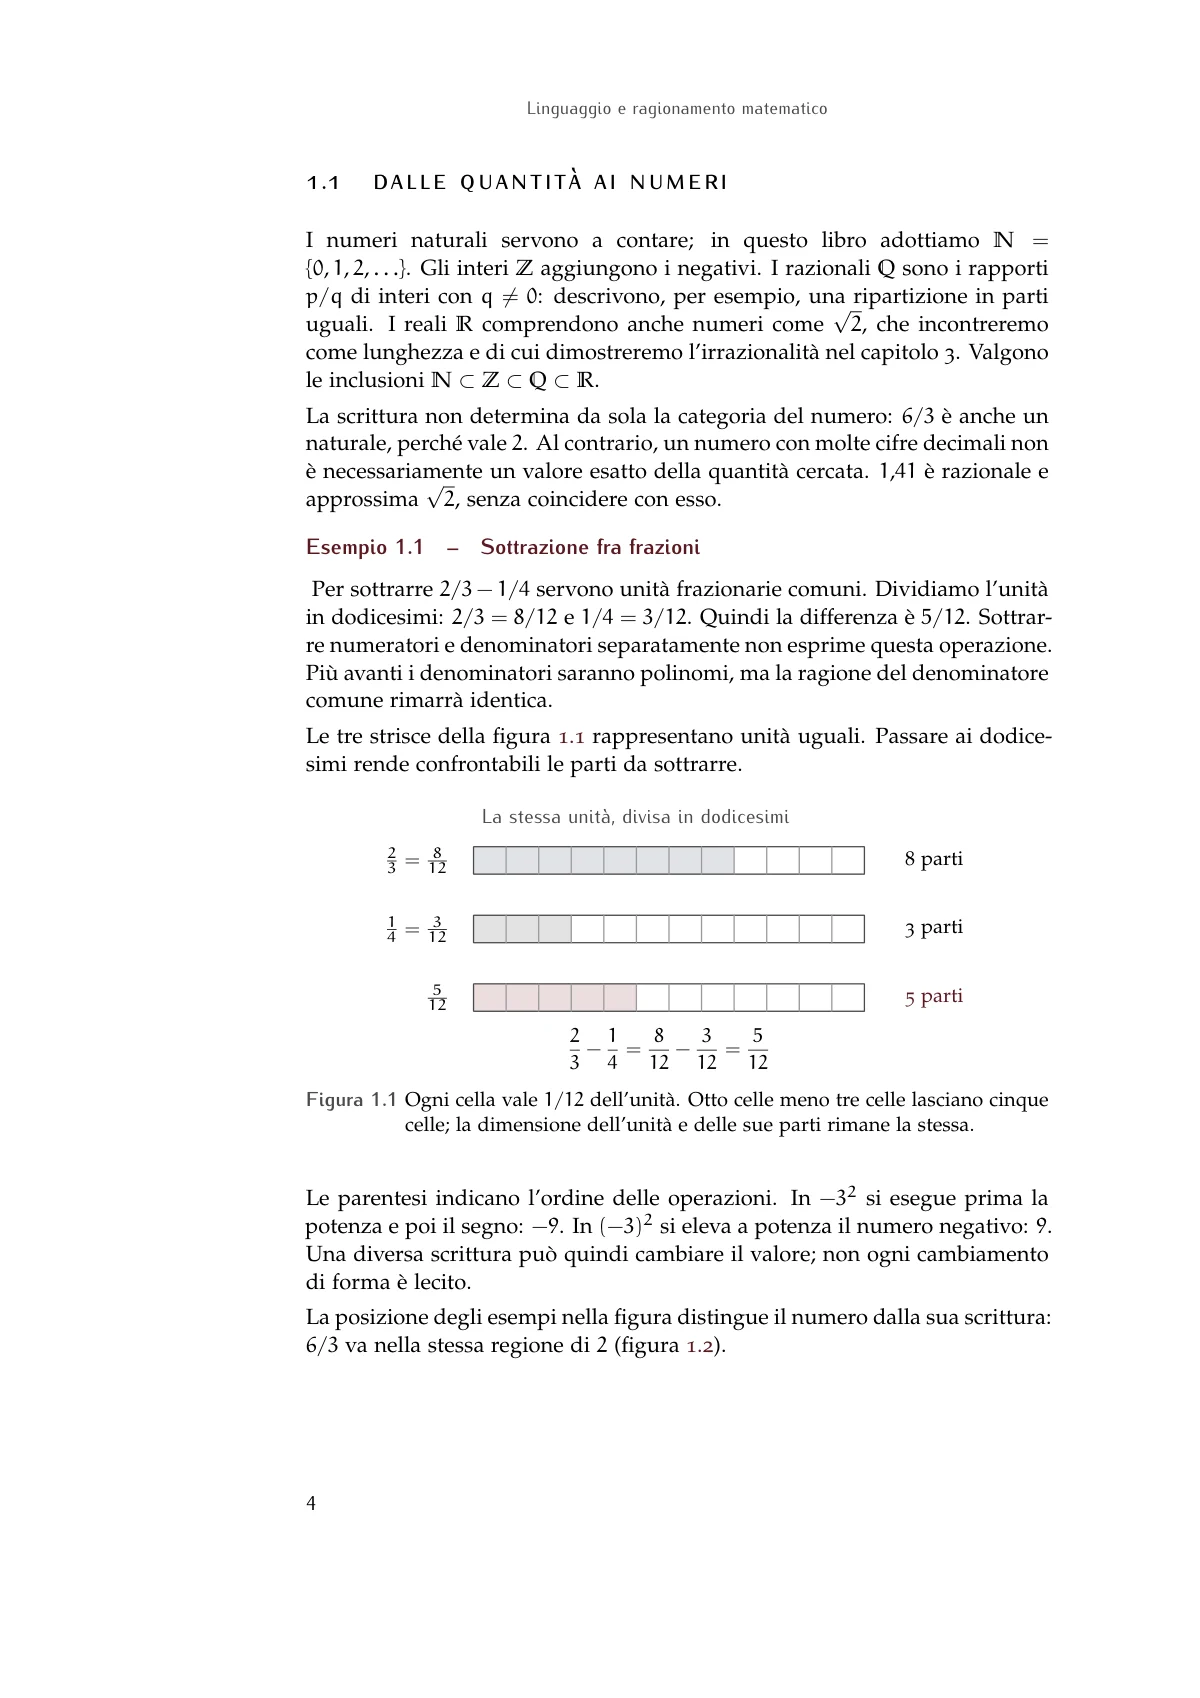 Linguaggio e ragionamento matematico
1.1 DALLE QUANTITÀ AI NUMERI
I numeri naturali servono a contare; in questo libro adottiamo ℕ =
{0, 1, 2, …}. Gli interi ℤ aggiungono i negativi. I razionali ℚ sono i rapporti
p/q di interi con q ≠ 0: descrivono, per esempio, una ripartizione in parti
uguali. I reali ℝ comprendono anche numeri come √2, che incontreremo
come lunghezza e di cui dimostreremo l'irrazionalità nel capitolo 3. Valgono
le inclusioni ℕ ⊂ ℤ ⊂ ℚ ⊂ ℝ.
La scrittura non determina da sola la categoria del numero: 6/3 è anche un
naturale, perché vale 2. Al contrario, un numero con molte cifre decimali non
è necessariamente un valore esatto della quantità cercata. 1,41 è razionale e
approssima √2, senza coincidere con esso.
Esempio 1.1 – Sottrazione fra frazioni
Per sottrarre 2/3 − 1/4 servono unità frazionarie comuni. Dividiamo l'unità
in dodicesimi: 2/3 = 8/12 e 1/4 = 3/12. Quindi la differenza è 5/12. Sottrar-
re numeratori e denominatori separatamente non esprime questa operazione.
Più avanti i denominatori saranno polinomi, ma la ragione del denominatore
comune rimarrà identica.
Le tre strisce della figura 1.1 rappresentano unità uguali. Passare ai dodice-
simi rende confrontabili le parti da sottrarre.
La stessa unità, divisa in dodicesimi
2/3 = 8/12 8 parti
1/4 = 3/12 3 parti
5/12 5 parti
2/3 − 1/4 = 8/12 − 3/12 = 5/12
Figura 1.1 Ogni cella vale 1/12 dell'unità. Otto celle meno tre celle lasciano cinque
celle; la dimensione dell'unità e delle sue parti rimane la stessa.
Le parentesi indicano l'ordine delle operazioni. In −3² si esegue prima la
potenza e poi il segno: −9. In (−3)² si eleva a potenza il numero negativo: 9.
Una diversa scrittura può quindi cambiare il valore; non ogni cambiamento
di forma è lecito.
La posizione degli esempi nella figura distingue il numero dalla sua scrittura:
6/3 va nella stessa regione di 2 (figura 1.2).
4